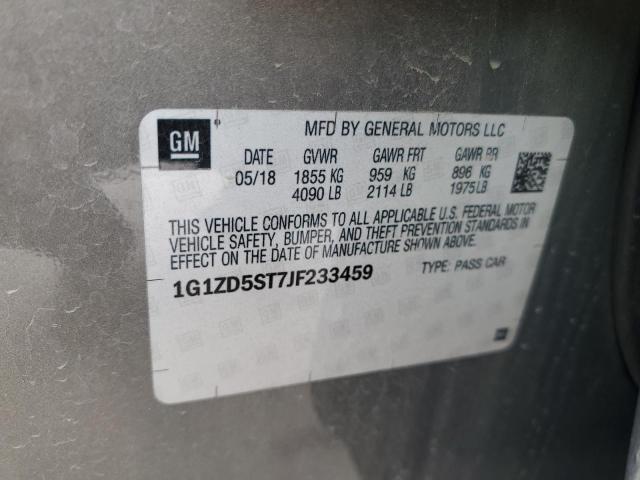 GM
MFD BY GENERAL MOTORS LLC
DATE GVWR GAWR FRT GAWR RR
05/18 1855 KG 959 KG 896 KG
4090 LB 2114 LB 1975 LB
THIS VEHICLE CONFORMS TO ALL APPLICABLE U.S. FEDERAL MOTOR
VEHICLE SAFETY, BUMPER, AND THEFT PREVENTION STANDARDS IN
EFFECT ON THE DATE OF MANUFACTURE SHOWN ABOVE.
1G1ZD5ST7JF233459 TYPE: PASS CAR